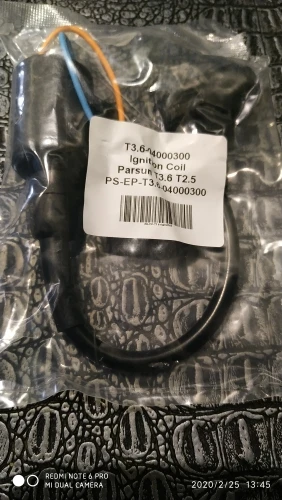 T3.6-04000300
Ignition Coil
Parsun T3.6 T2.5
PS-EP-T3.6-04000300
REDMI NOTE 6 PRO
MI DUAL CAMERA
2020/2/25 13:45